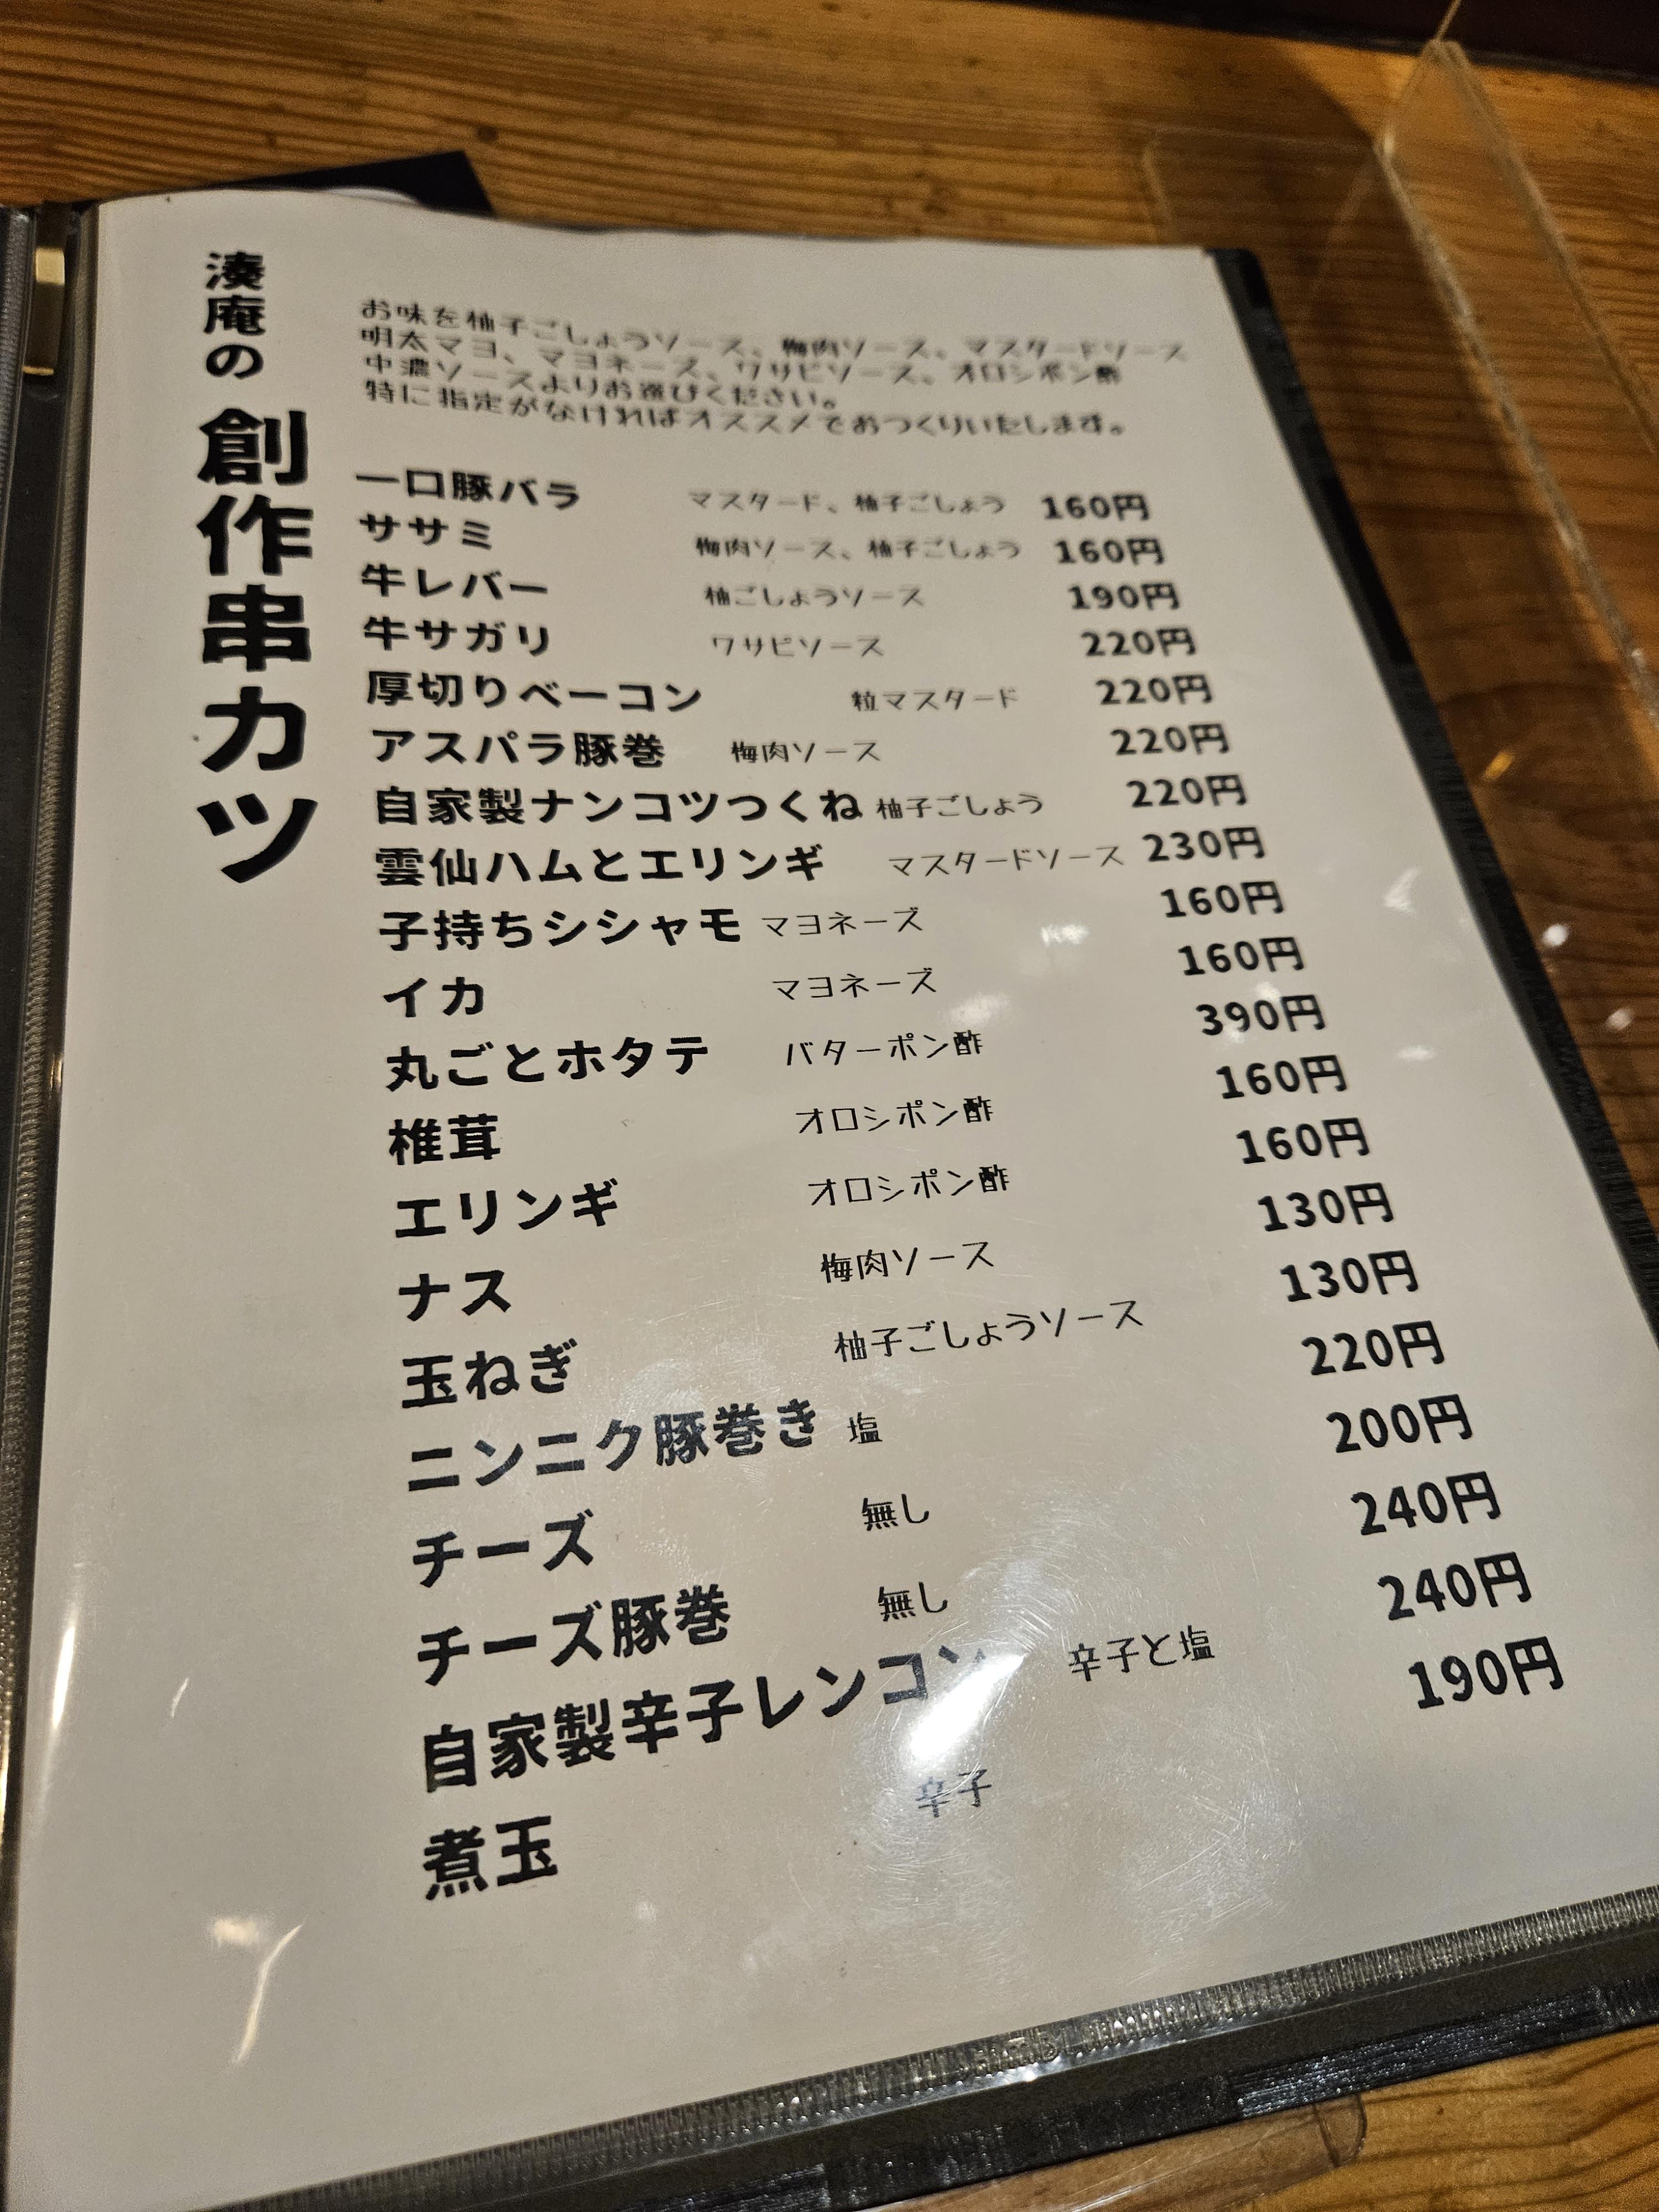 湊庵の 創作串カツ
お味を柚子ごしょうソース、梅肉ソース、マスタードソース
明太マヨ、マヨネーズ、ワサビソース、オロシポン酢
中濃ソースよりお選びください。
特に指定がなければオススメでおつくりいたします。
一口豚バラ マスタード、柚子ごしょう 160円
ササミ 梅肉ソース、柚子ごしょう 160円
牛レバー 柚ごしょうソース 190円
牛サガリ ワサビソース 220円
厚切りベーコン 粒マスタード 220円
アスパラ豚巻 梅肉ソース 220円
自家製ナンコツつくね 柚子ごしょう 220円
雲仙ハムとエリンギ マスタードソース 230円
子持ちシシャモ マヨネーズ 160円
イカ マヨネーズ 160円
丸ごとホタテ バターポン酢 390円
椎茸 オロシポン酢 160円
エリンギ オロシポン酢 160円
ナス 梅肉ソース 130円
玉ねぎ 柚子ごしょうソース 130円
ニンニク豚巻き 塩 220円
チーズ 無し 200円
チーズ豚巻 無し 240円
自家製辛子レンコン 辛子と塩 240円
煮玉 辛子 190円